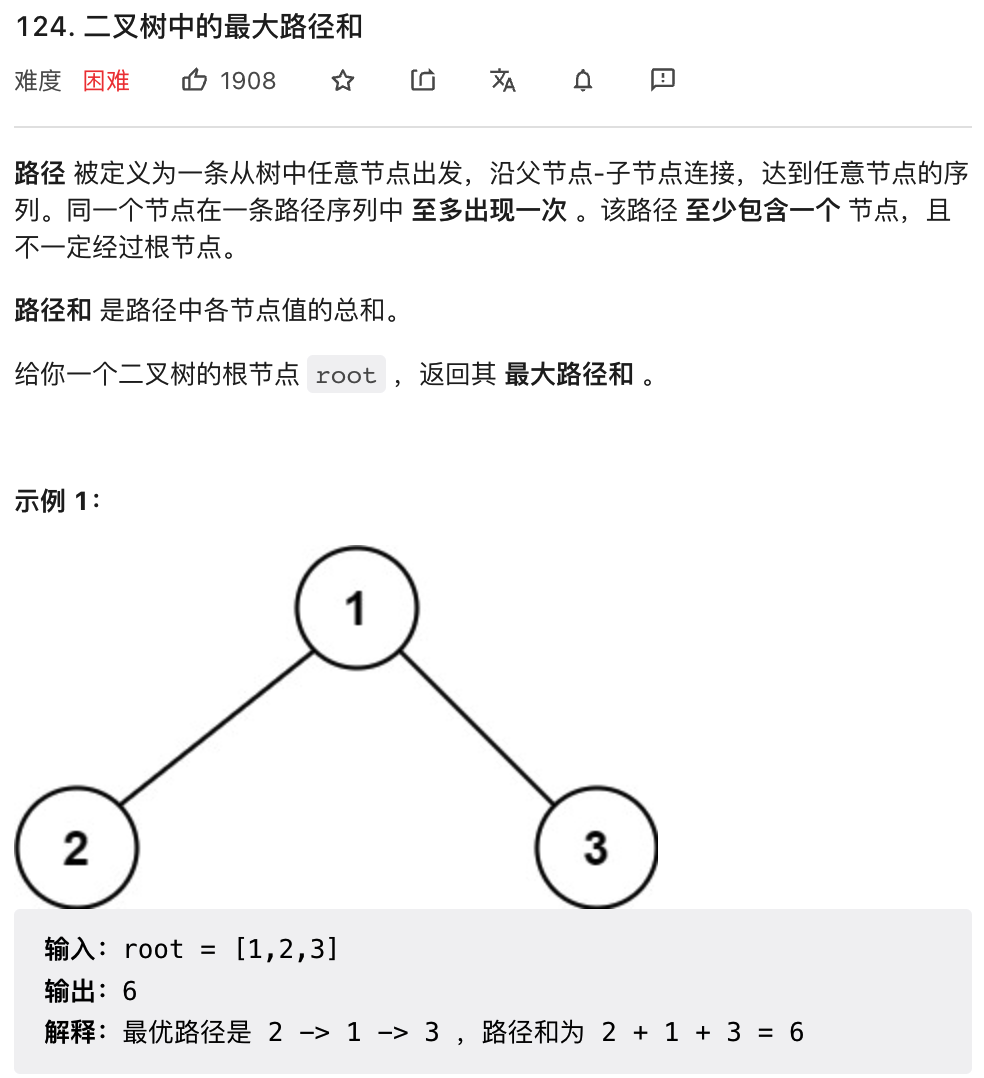 124. 二叉树中的最大路径和
难度 困难 1908
路径 被定义为一条从树中任意节点出发，沿父节点-子节点连接，达到任意节点的序
列。同一个节点在一条路径序列中 至多出现一次 。该路径 至少包含一个 节点，且
不一定经过根节点。
路径和 是路径中各节点值的总和。
给你一个二叉树的根节点 root ，返回其 最大路径和 。
示例 1：
1
2
3
输入：root = [1,2,3]
输出：6
解释：最优路径是 2 -> 1 -> 3 ，路径和为 2 + 1 + 3 = 6